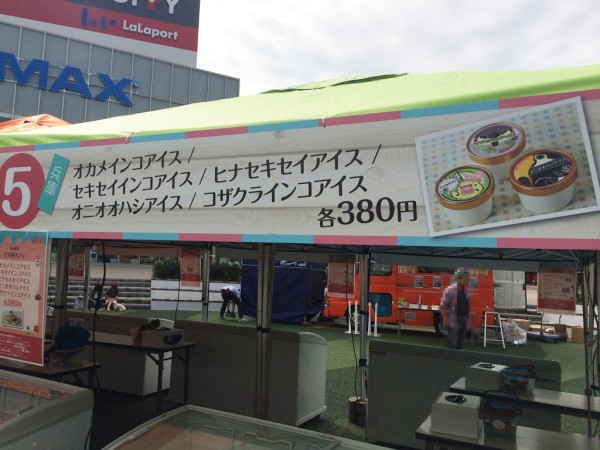 LaLaport
MAX
5
兵庫
オカメインコアイス /
セキセイインコアイス / ヒナセキセイアイス /
オニオオハシアイス / コザクラインコアイス
各380円